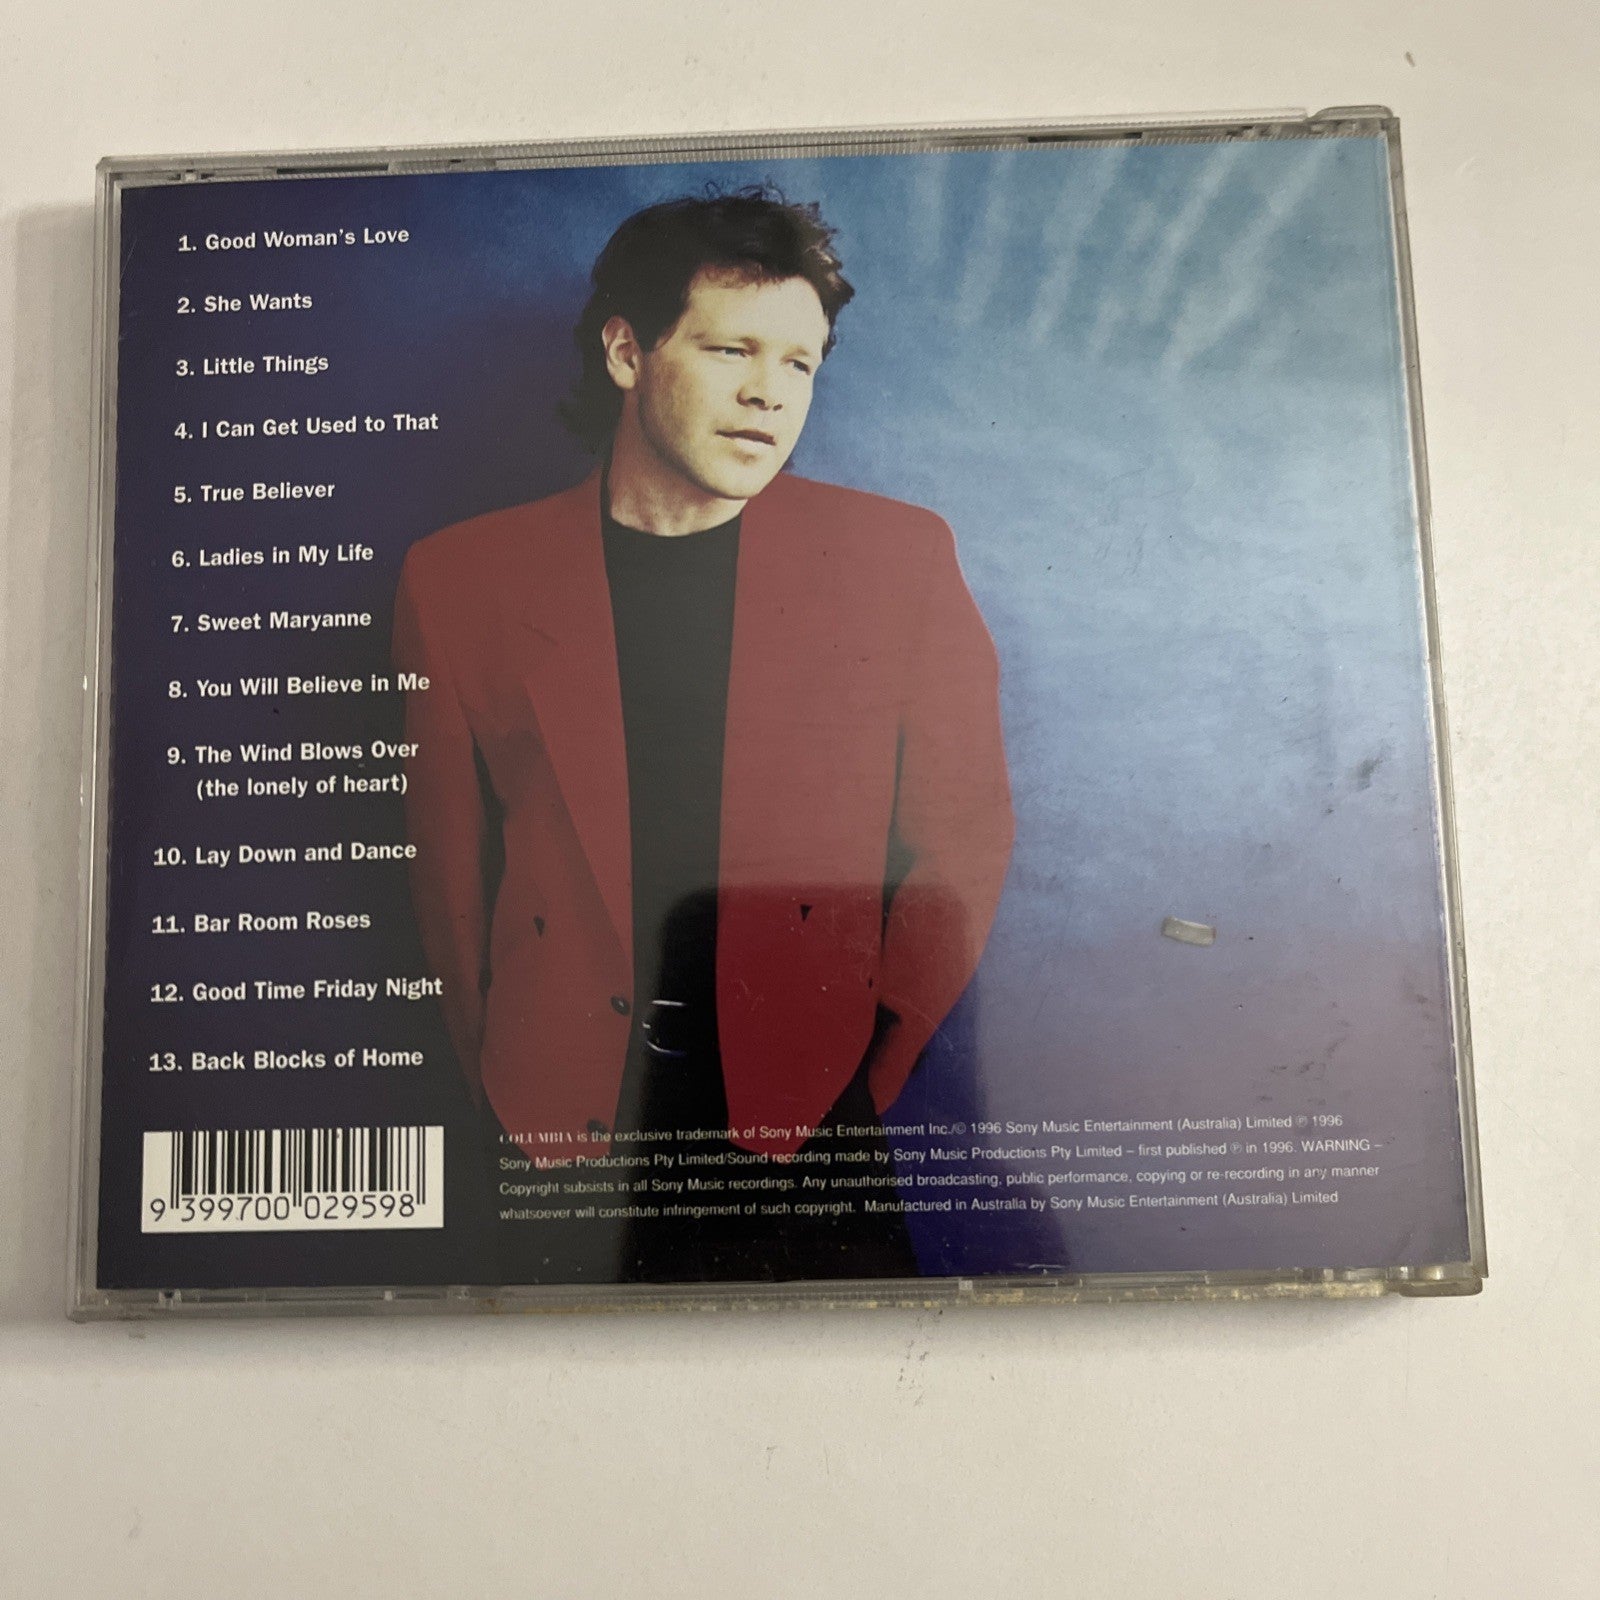 1. Good Woman's Love
2. She Wants
3. Little Things
4. I Can Get Used to That
5. True Believer
6. Ladies in My Life
7. Sweet Maryanne
8. You Will Believe in Me
9. The Wind Blows Over
(the lonely of heart)
10. Lay Down and Dance
11. Bar Room Roses
12. Good Time Friday Night
13. Back Blocks of Home
9 399700 029598
COLUMBIA is the exclusive trademark of Sony Music Entertainment Inc./© 1996 Sony Music Entertainment (Australia) Limited ℗ 1996
Sony Music Productions Pty Limited/Sound recording made by Sony Music Productions Pty Limited – first published ℗ in 1996. WARNING –
Copyright subsists in all Sony Music recordings. Any unauthorised broadcasting, public performance, copying or re-recording in any manner
whatsoever will constitute infringement of such copyright. Manufactured in Australia by Sony Music Entertainment (Australia) Limited